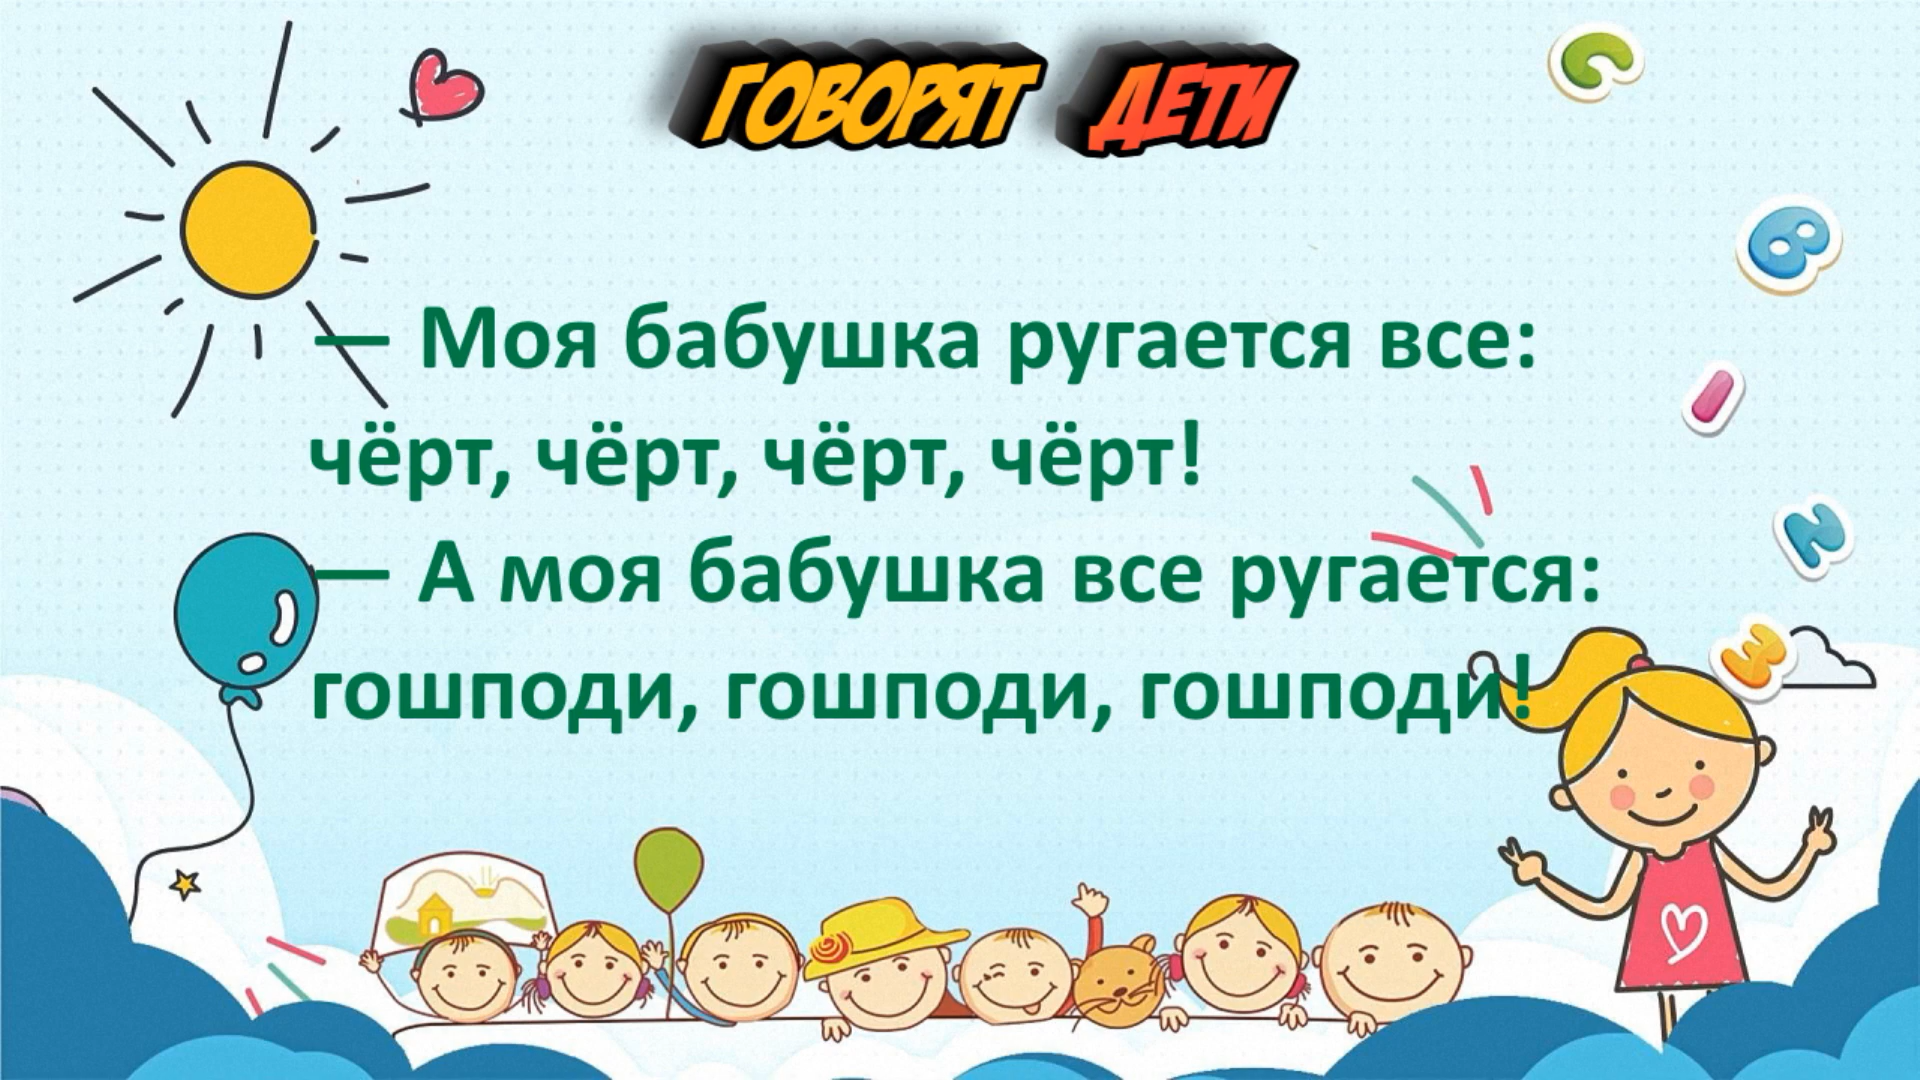 ГОВОРЯТ ДЕТИ
— Моя бабушка ругается все:
чёрт, чёрт, чёрт, чёрт!
— А моя бабушка все ругается:
гошподи, гошподи, гошподи!